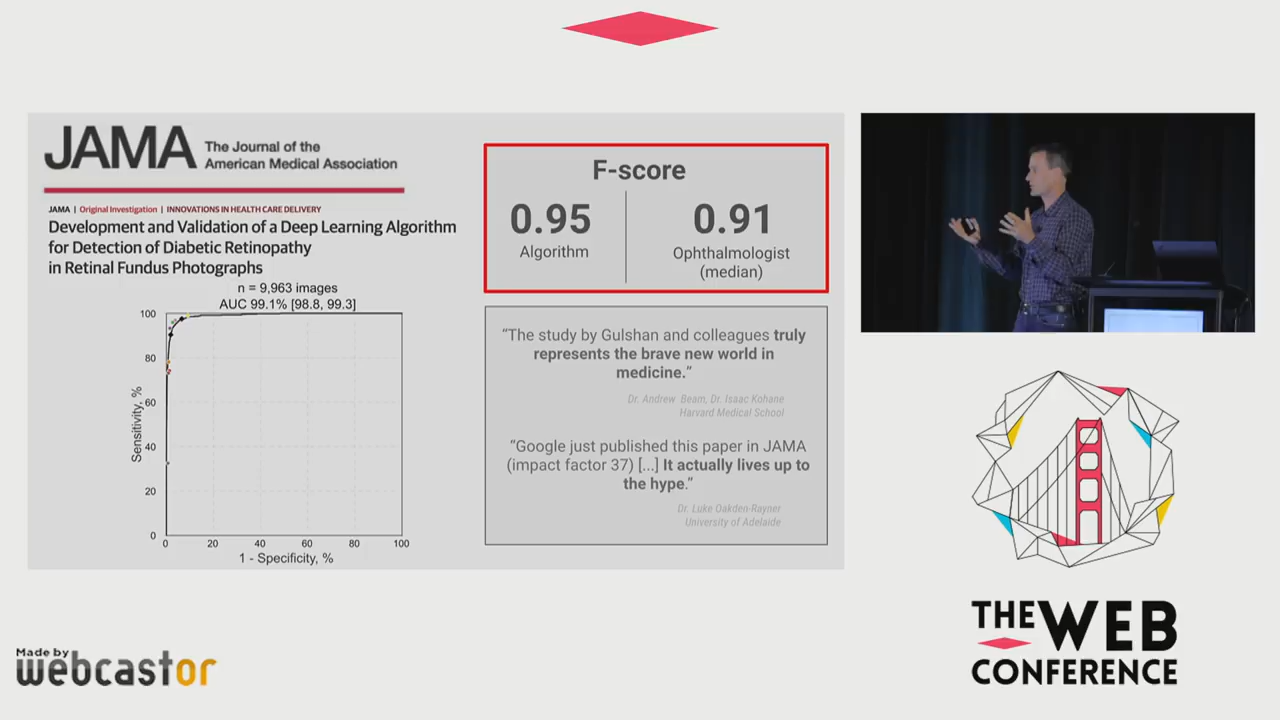 JAMA
The Journal of the
American Medical Association
JAMA | Original Investigation | INNOVATIONS IN HEALTH CARE DELIVERY
Development and Validation of a Deep Learning Algorithm
for Detection of Diabetic Retinopathy
in Retinal Fundus Photographs
n = 9,963 images
AUC 99.1% [98.8, 99.3]
100
80
60
40
20
0
Sensitivity, %
0 20 40 60 80 100
1 - Specificity, %
F-score
0.95
Algorithm
0.91
Ophthalmologist
(median)
“The study by Gulshan and colleagues truly
represents the brave new world in
medicine.”
Dr. Andrew Beam, Dr. Isaac Kohane
Harvard Medical School
“Google just published this paper in JAMA
(impact factor 37) [...] It actually lives up to
the hype.”
Dr. Luke Oakden-Rayner
University of Adelaide
THE WEB
CONFERENCE
Made by
webcastor